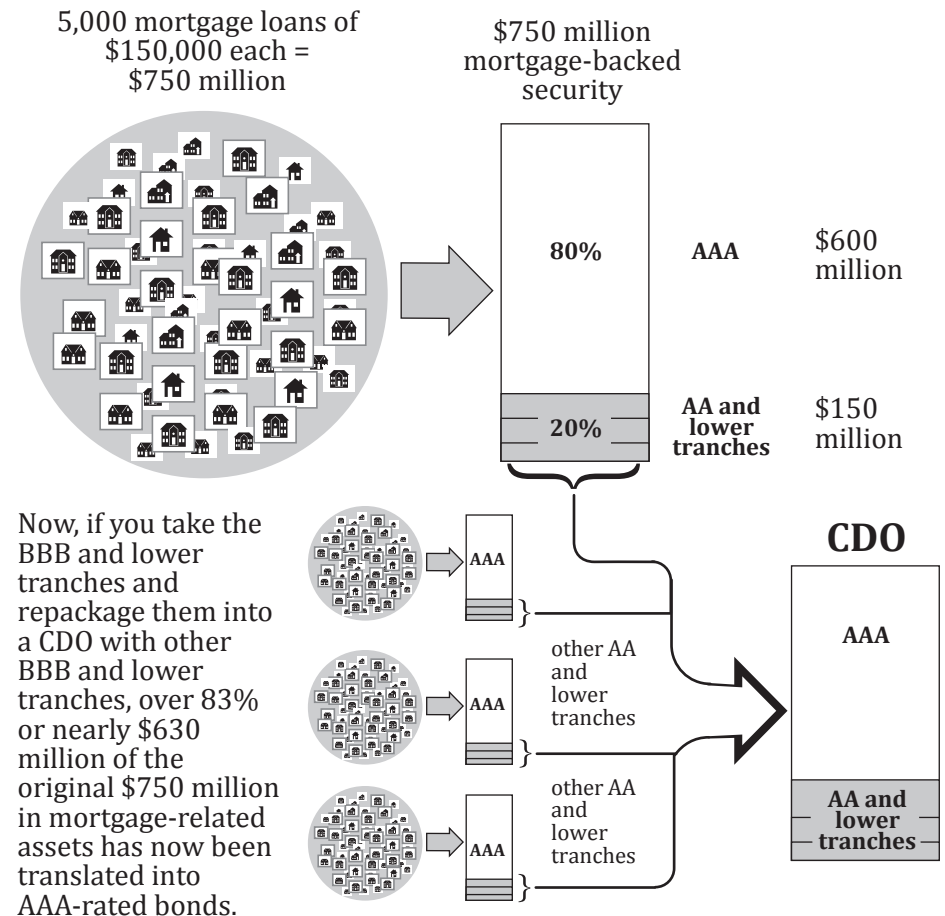 5,000 mortgage loans of
$150,000 each =
$750 million
$750 million
mortgage-backed
security
80%
AAA
$600
million
20%
AA and
lower
tranches
$150
million
Now, if you take the
BBB and lower
tranches and
repackage them into
a CDO with other
BBB and lower
tranches, over 83%
or nearly $630
million of the
original $750 million
in mortgage-related
assets has now been
translated into
AAA-rated bonds.
AAA
}
other AA
and
lower
tranches
AAA
}
other AA
and
lower
tranches
AAA
}
CDO
AAA
AA and
lower
tranches